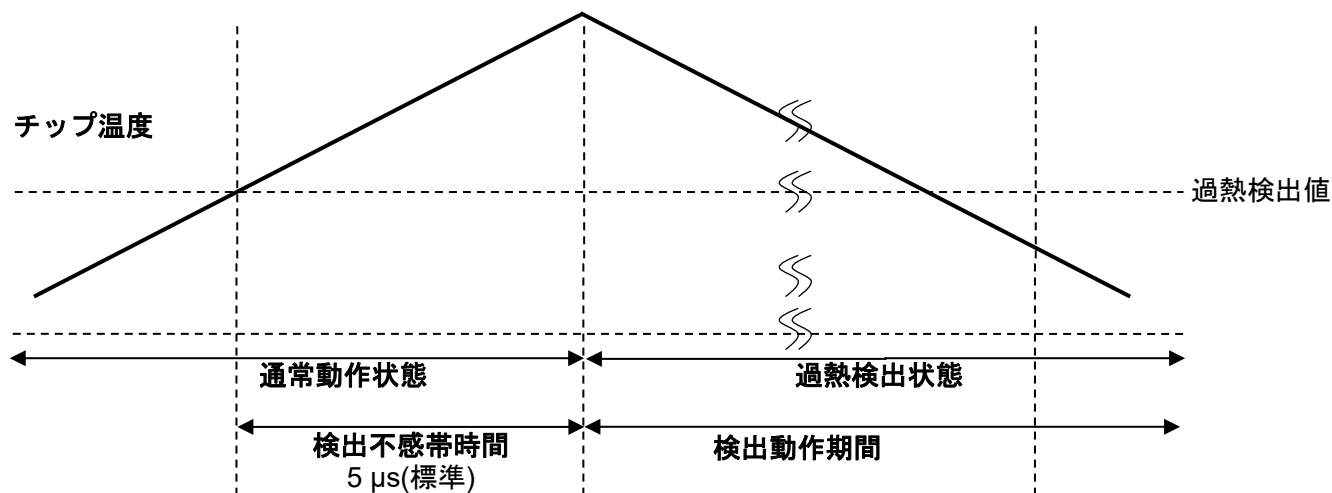 チップ温度
過熱検出値
通常動作状態
過熱検出状態
検出不感帯時間
5 µs(標準)
検出動作期間